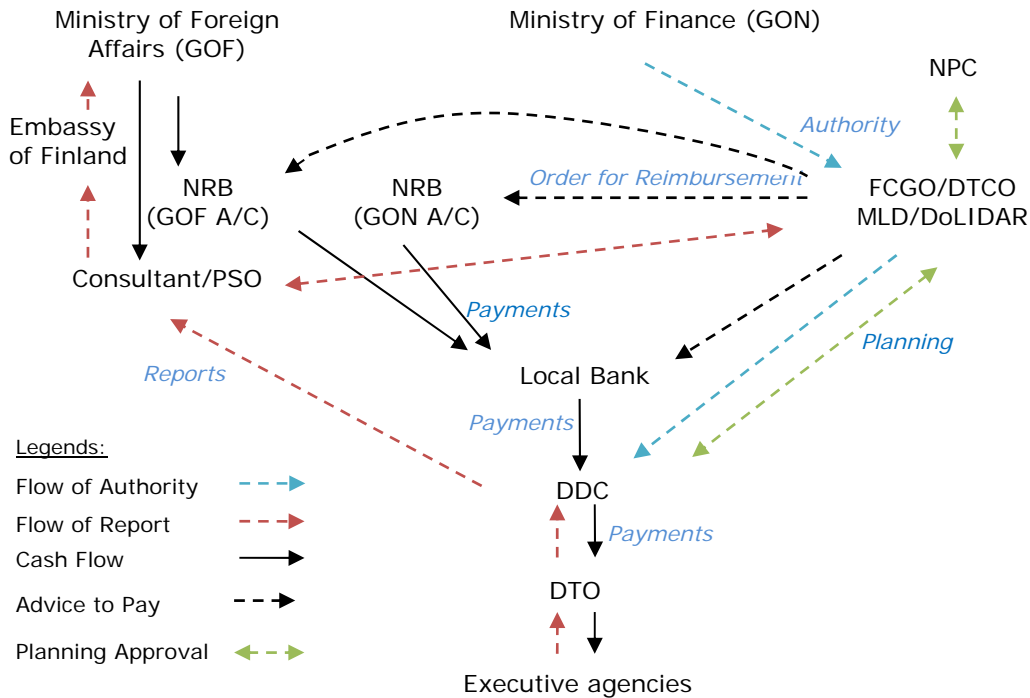 Ministry of Foreign
Affairs (GOF)
Ministry of Finance (GON)
NPC
Embassy
of Finland
Authority
NRB
(GOF A/C)
NRB
(GON A/C)
Order for Reimbursement
FCGO/DTCO
MLD/DoLIDAR
Consultant/PSO
Payments
Planning
Reports
Local Bank
Payments
Legends:
Flow of Authority
DDC
Flow of Report
Payments
Cash Flow
DTO
Advice to Pay
Planning Approval
Executive agencies